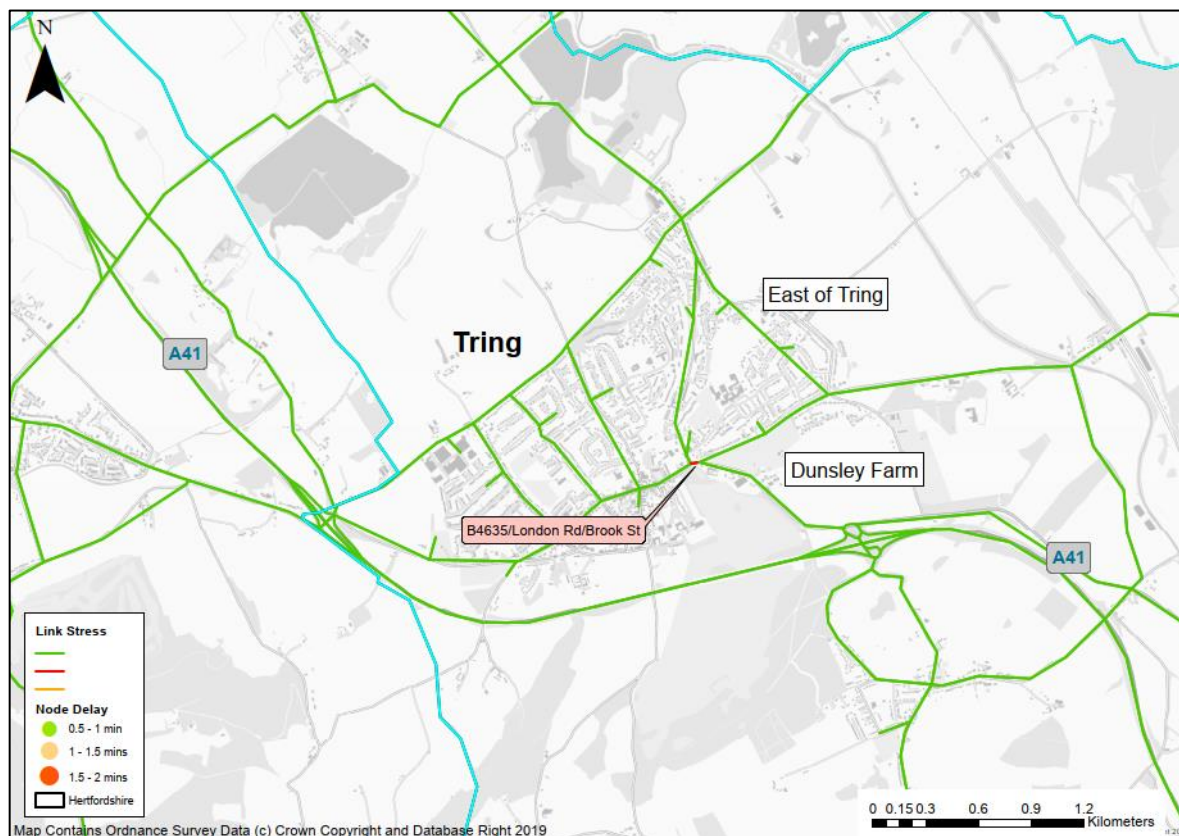 N
East of Tring
Tring
A41
Dunsley Farm
B4635/London Rd/Brook St
A41
Link Stress
Node Delay
0.5 - 1 min
1 - 1.5 mins
1.5 - 2 mins
Hertfordshire
0 0.15 0.3 0.6 0.9 1.2
Kilometers
Map Contains Ordnance Survey Data (c) Crown Copyright and Database Right 2019